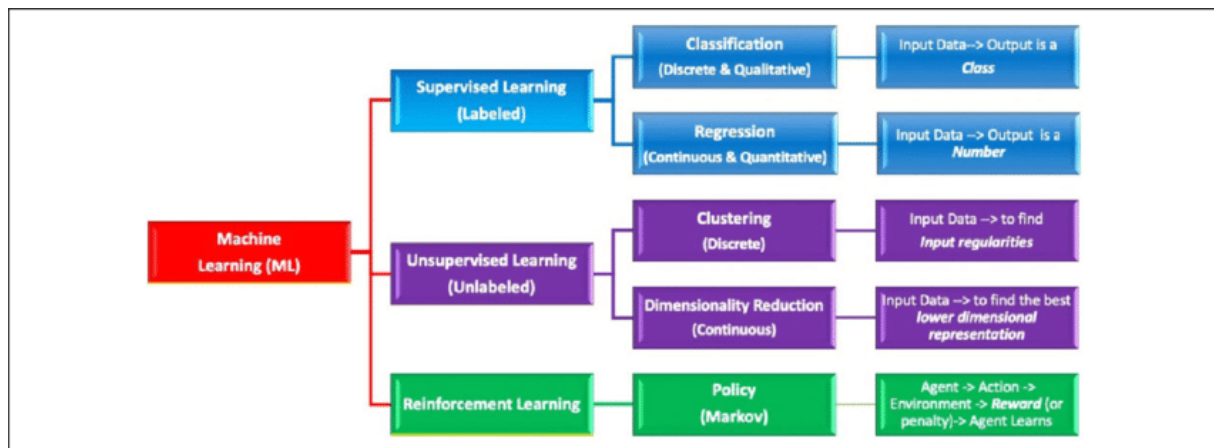 Machine
Learning (ML)
Supervised Learning
(Labeled)
Classification
(Discrete & Qualitative)
Input Data--> Output is a
Class
Regression
(Continuous & Quantitative)
Input Data --> Output is a
Number
Unsupervised Learning
(Unlabeled)
Clustering
(Discrete)
Input Data --> to find
Input regularities
Dimensionality Reduction
(Continuous)
Input Data --> to find the best
lower dimensional
representation
Reinforcement Learning
Policy
(Markov)
Agent -> Action ->
Environment -> Reward (or
penalty)-> Agent Learns